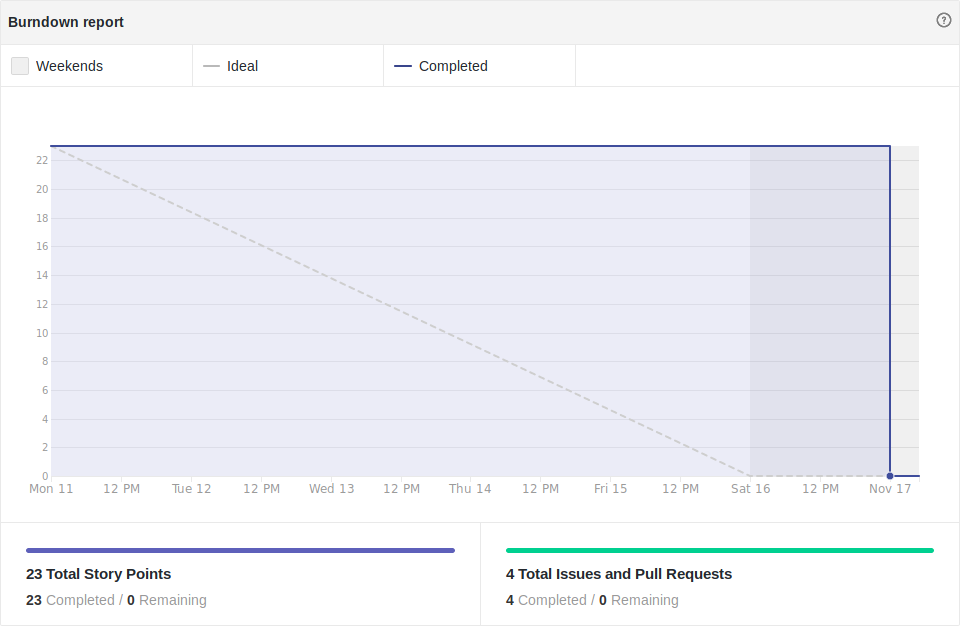 Burndown report
?
Weekends
Ideal
Completed
22
20
18
16
14
12
10
8
6
4
2
0
Mon 11 12 PM Tue 12 12 PM Wed 13 12 PM Thu 14 12 PM Fri 15 12 PM Sat 16 12 PM Nov 17
23 Total Story Points
23 Completed / 0 Remaining
4 Total Issues and Pull Requests
4 Completed / 0 Remaining